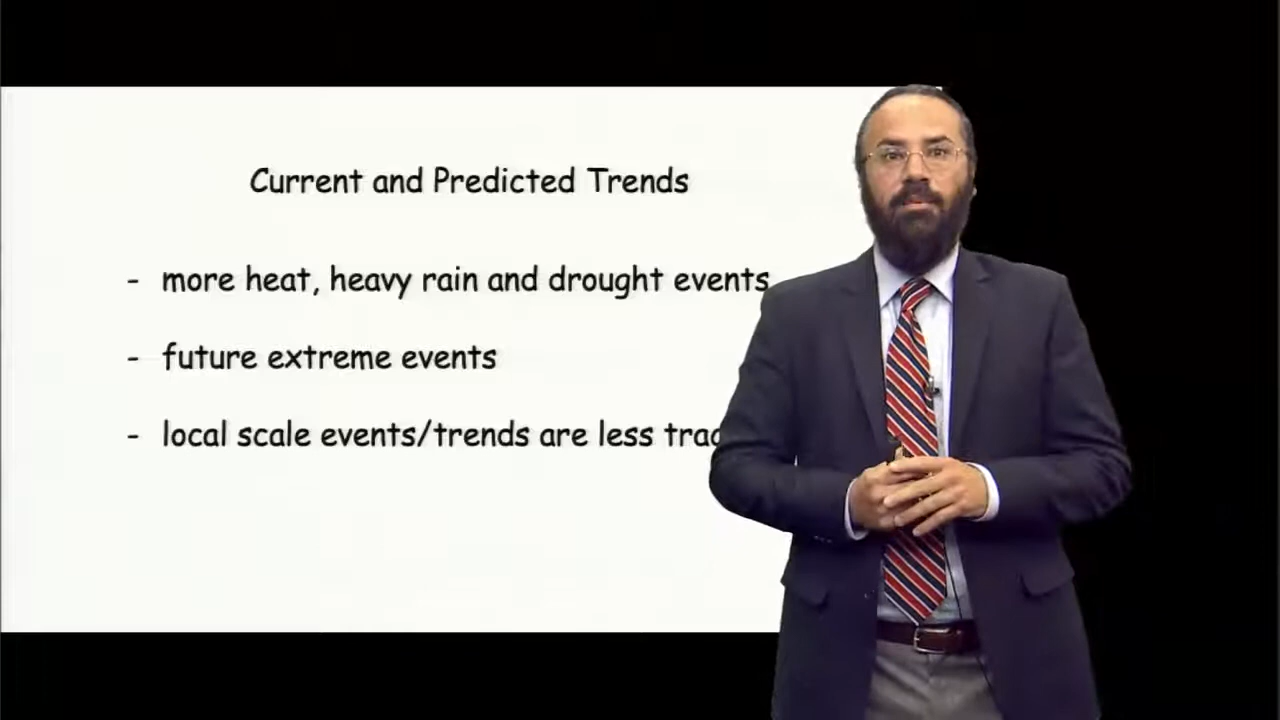 Current and Predicted Trends
- more heat, heavy rain and drought events
- future extreme events
- local scale events/trends are less